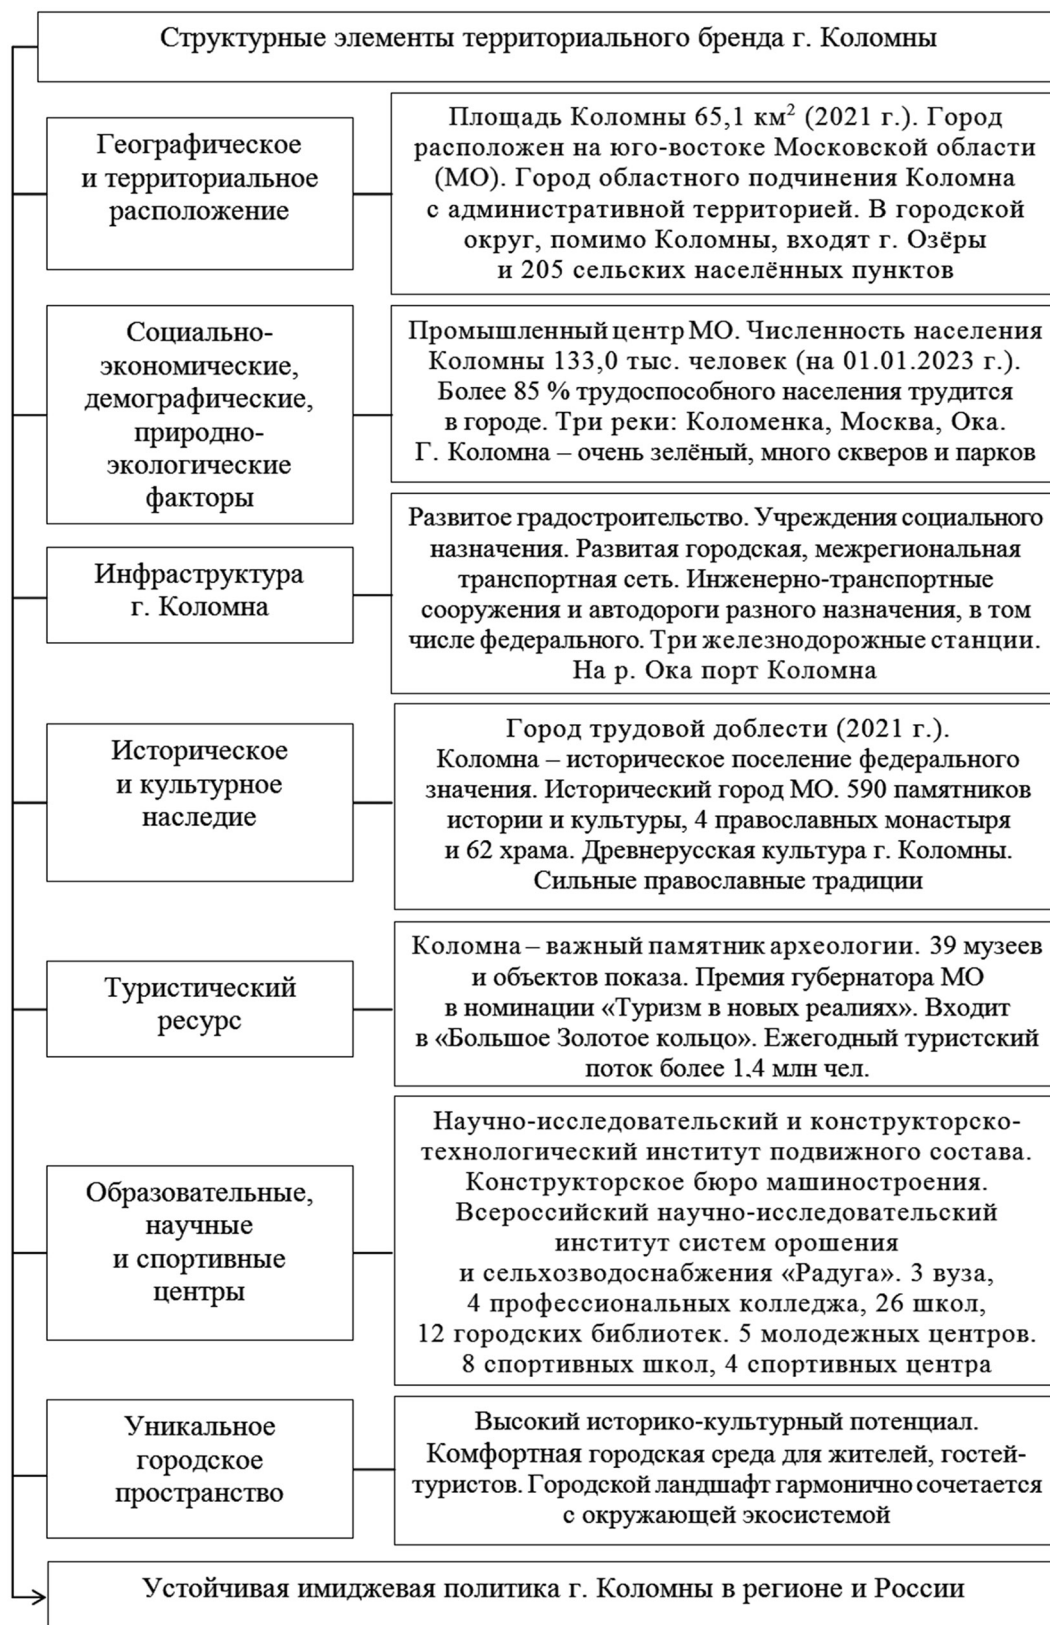 Структурные элементы территориального бренда г. Коломны
Географическое
и территориальное
расположение
Площадь Коломны 65,1 км² (2021 г.). Город
расположен на юго-востоке Московской области
(МО). Город областного подчинения Коломна
с административной территорией. В городской
округ, помимо Коломны, входят г. Озёры
и 205 сельских населённых пунктов
Социально-
экономические,
демографические,
природно-
экологические
факторы
Промышленный центр МО. Численность населения
Коломны 133,0 тыс. человек (на 01.01.2023 г.).
Более 85 % трудоспособного населения трудится
в городе. Три реки: Коломенка, Москва, Ока.
Г. Коломна – очень зелёный, много скверов и парков
Инфраструктура
г. Коломна
Развитое градостроительство. Учреждения социального
назначения. Развитая городская, межрегиональная
транспортная сеть. Инженерно-транспортные
сооружения и автодороги разного назначения, в том
числе федерального. Три железнодорожные станции.
На р. Ока порт Коломна
Историческое
и культурное
наследие
Город трудовой доблести (2021 г.).
Коломна – историческое поселение федерального
значения. Исторический город МО. 590 памятников
истории и культуры, 4 православных монастыря
и 62 храма. Древнерусская культура г. Коломны.
Сильные православные традиции
Туристический
ресурс
Коломна – важный памятник археологии. 39 музеев
и объектов показа. Премия губернатора МО
в номинации «Туризм в новых реалиях». Входит
в «Большое Золотое кольцо». Ежегодный туристский
поток более 1,4 млн чел.
Образовательные,
научные
и спортивные
центры
Научно-исследовательский и конструкторско-
технологический институт подвижного состава.
Конструкторское бюро машиностроения.
Всероссийский научно-исследовательский
институт систем орошения
и сельхозводоснабжения «Радуга». 3 вуза,
4 профессиональных колледжа, 26 школ,
12 городских библиотек. 5 молодежных центров.
8 спортивных школ, 4 спортивных центра
Уникальное
городское
пространство
Высокий историко-культурный потенциал.
Комфортная городская среда для жителей, гостей-
туристов. Городской ландшафт гармонично сочетается
с окружающей экосистемой
Устойчивая имиджевая политика г. Коломны в регионе и России